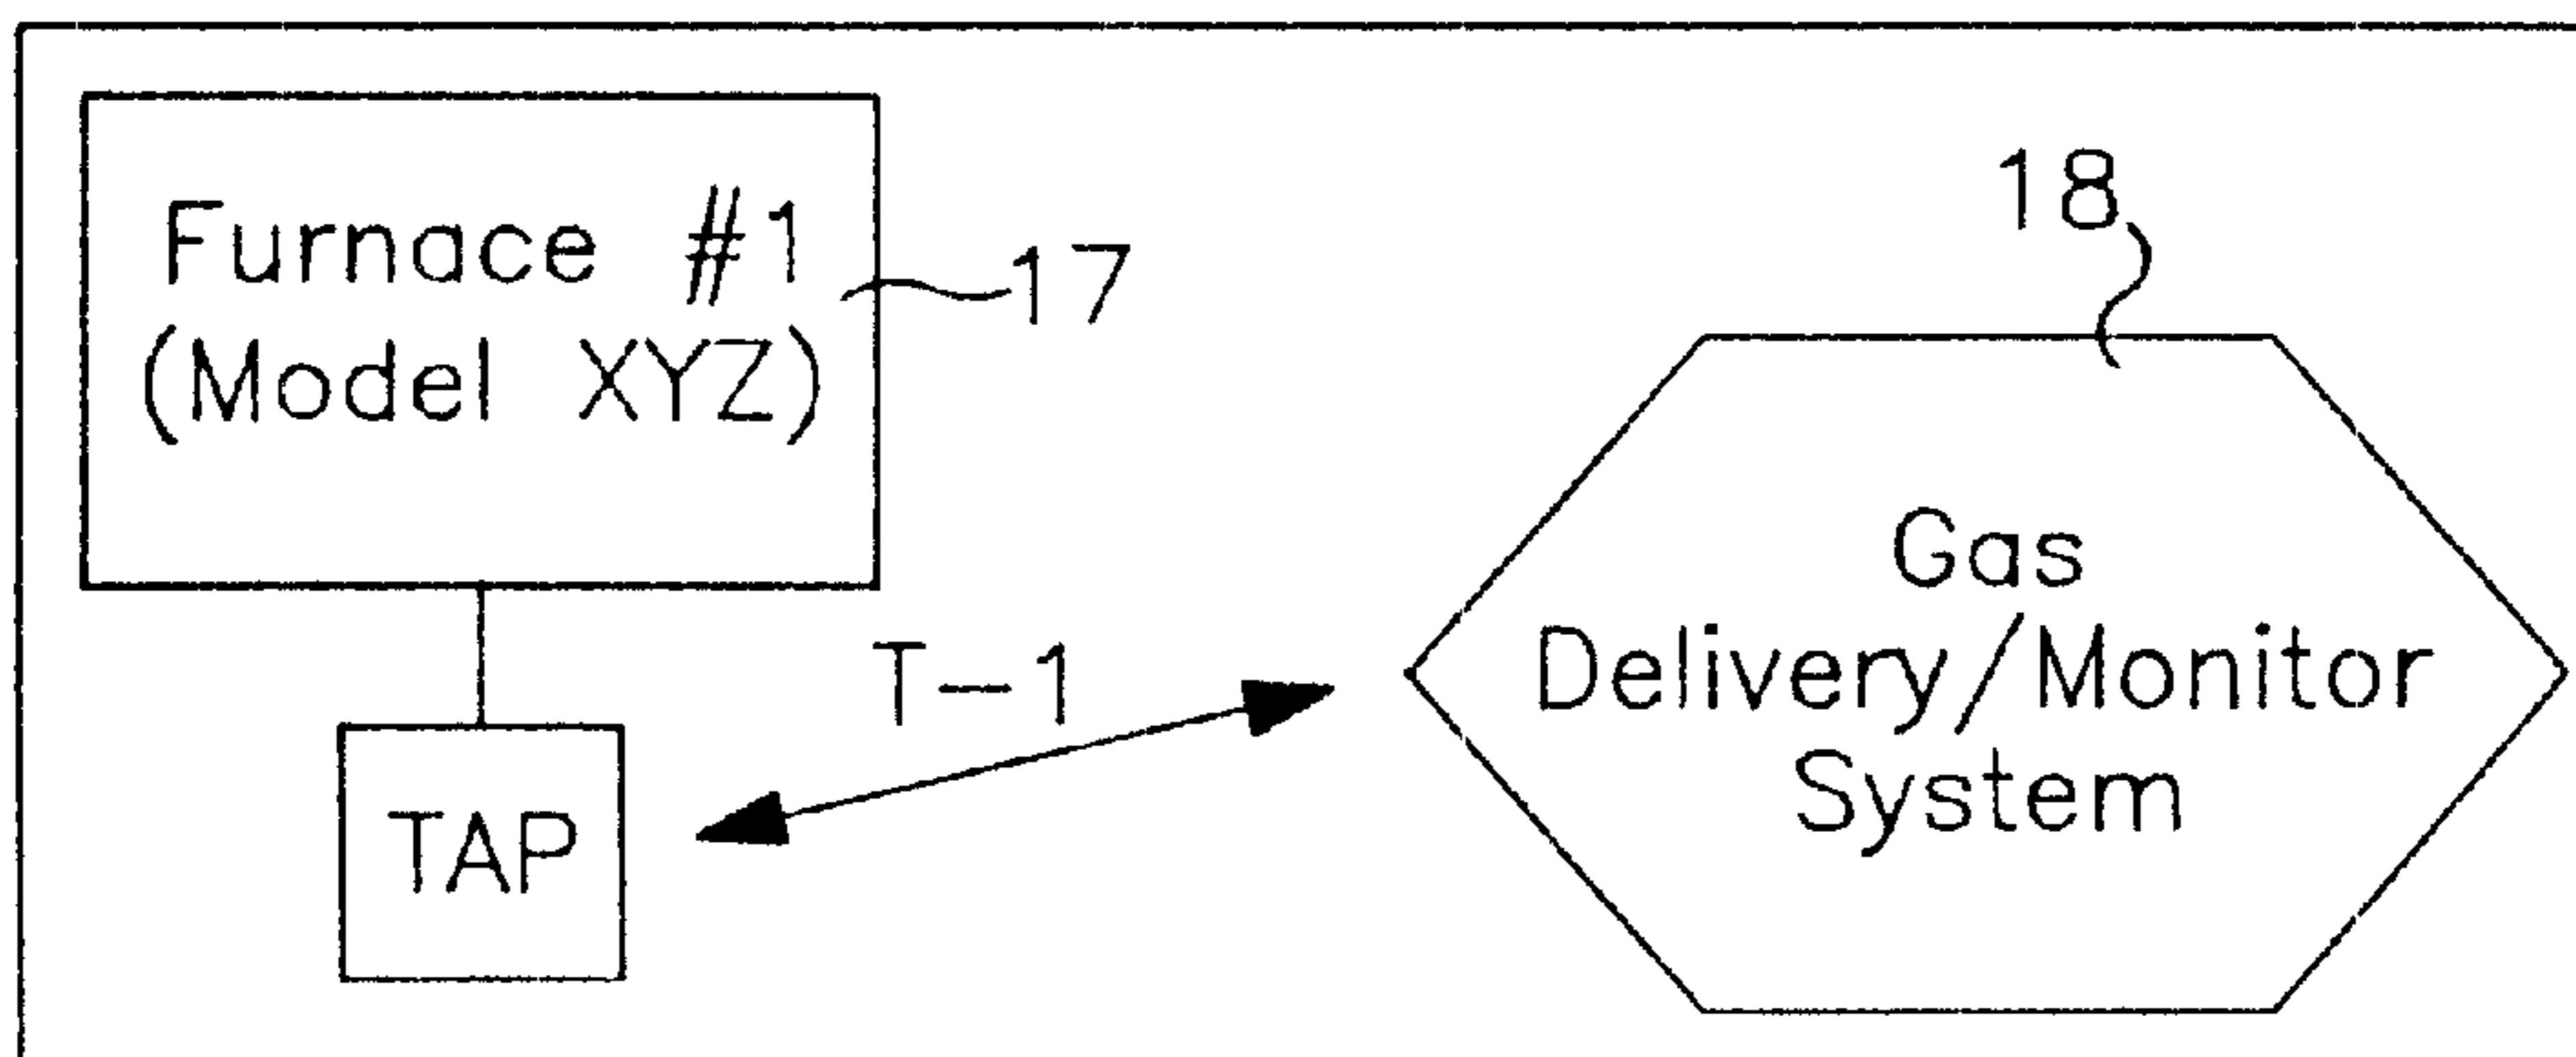 Furnace #1
(Model XYZ)
17
18
Gas
Delivery/Monitor
System
T-1
TAP